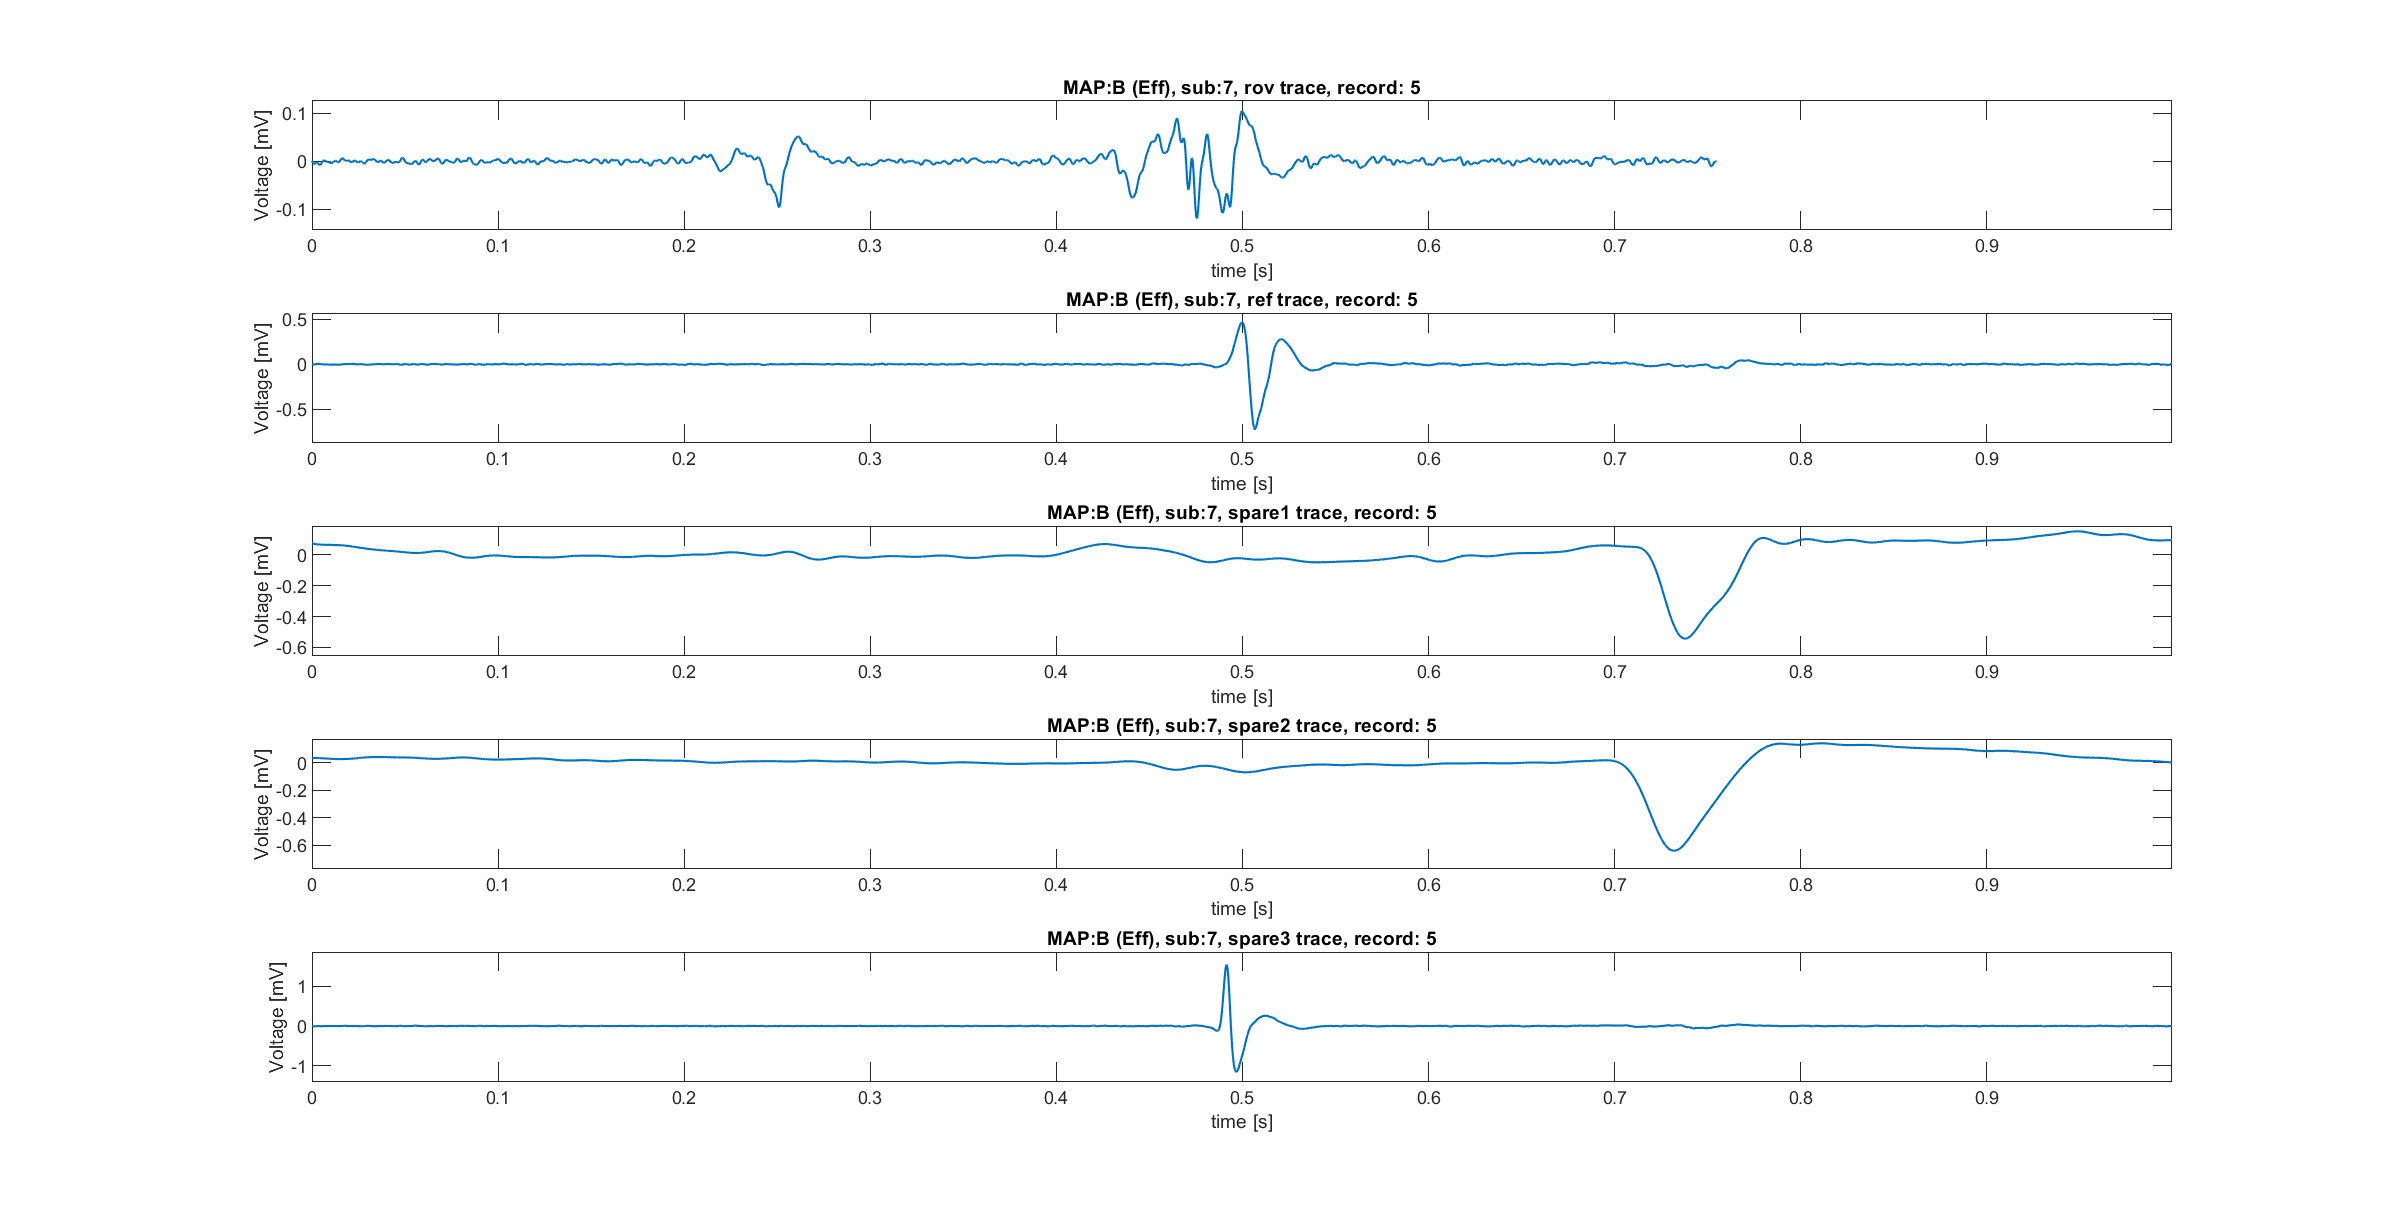 MAP:B (Eff), sub:7, rov trace, record: 5
Voltage [mV]
0.1
0
-0.1
0 0.1 0.2 0.3 0.4 0.5 0.6 0.7 0.8 0.9
time [s]
MAP:B (Eff), sub:7, ref trace, record: 5
Voltage [mV]
0.5
0
-0.5
0 0.1 0.2 0.3 0.4 0.5 0.6 0.7 0.8 0.9
time [s]
MAP:B (Eff), sub:7, spare1 trace, record: 5
Voltage [mV]
0
-0.2
-0.4
-0.6
0 0.1 0.2 0.3 0.4 0.5 0.6 0.7 0.8 0.9
time [s]
MAP:B (Eff), sub:7, spare2 trace, record: 5
Voltage [mV]
0
-0.2
-0.4
-0.6
0 0.1 0.2 0.3 0.4 0.5 0.6 0.7 0.8 0.9
time [s]
MAP:B (Eff), sub:7, spare3 trace, record: 5
Voltage [mV]
1
0
-1
0 0.1 0.2 0.3 0.4 0.5 0.6 0.7 0.8 0.9
time [s]